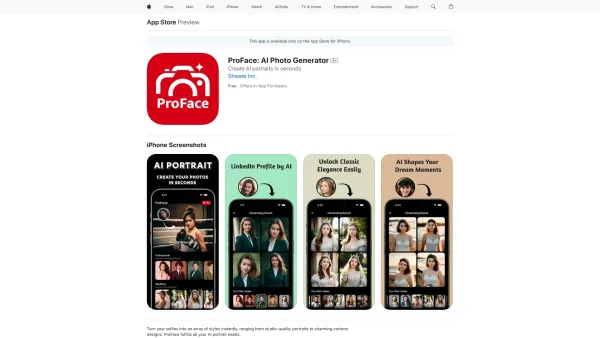 Store Mac iPad iPhone Watch AirPods TV & Home Entertainment Accessories Support
App Store Preview
This app is available only on the App Store for iPhone.
ProFace
ProFace: AI Photo Generator 4+
Create AI portraits in seconds
Shware Inc.
Free · Offers In-App Purchases
iPhone Screenshots
AI PORTRAIT
CREATE YOUR PHOTOS
IN SECONDS
ProFace
LinkedIn Profile by AI
Unlock Classic
Elegance Easily
AI Shapes Your
Dream Moments
Turn your selfies into an array of styles instantly, ranging from studio-quality portraits to charming cartoon
designs. ProFace fulfills all your AI portrait needs.